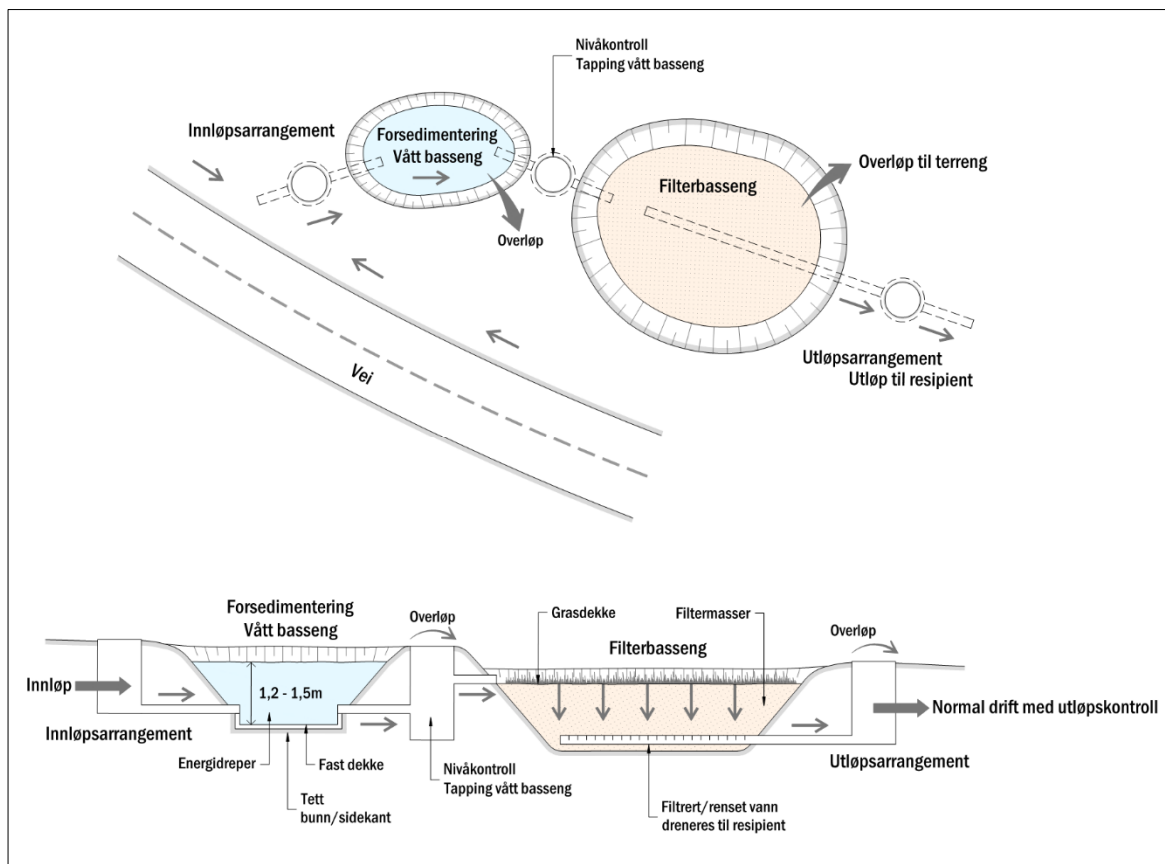 Nivåkontroll
Tapping vått basseng
Innløpsarrangement
Forsedimentering
Vått basseng
Filterbasseng
Overløp til terreng
Overløp
Utløpsarrangement
Utløp til resipient
Vei
Forsedimentering
Vått basseng
Overløp
Grasdekke
Filtermasser
Filterbasseng
Overløp
Innløp
1,2 - 1,5m
Normal drift med utløpskontroll
Innløpsarrangement
Energidreper
Fast dekke
Nivåkontroll
Tapping vått basseng
Utløpsarrangement
Tett
bunn/sidekant
Filtrert/renset vann
dreneres til resipient